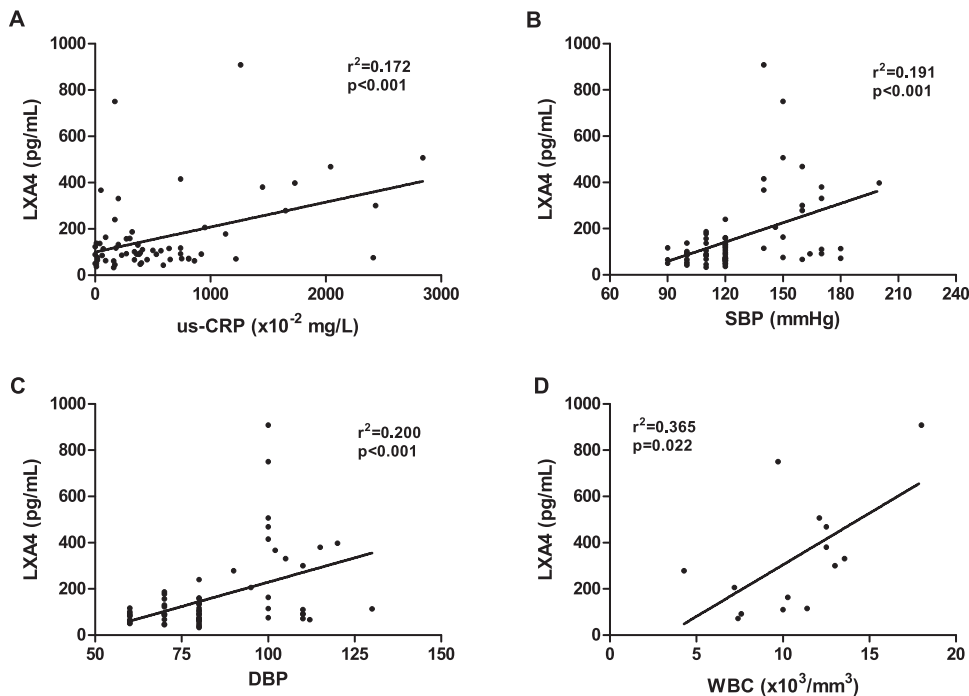 A
1000
800
600
400
200
0
LXA4 (pg/mL)
r²=0.172
p<0.001
0
1000
2000
3000
us-CRP (x10⁻² mg/L)
B
1000
800
600
400
200
0
LXA4 (pg/mL)
r²=0.191
p<0.001
60
90
120
150
180
210
240
SBP (mmHg)
C
1000
800
600
400
200
0
LXA4 (pg/mL)
r²=0.200
p<0.001
50
75
100
125
150
DBP
D
1000
800
600
400
200
0
LXA4 (pg/mL)
r²=0.365
p=0.022
0
5
10
15
20
WBC (x10³/mm³)